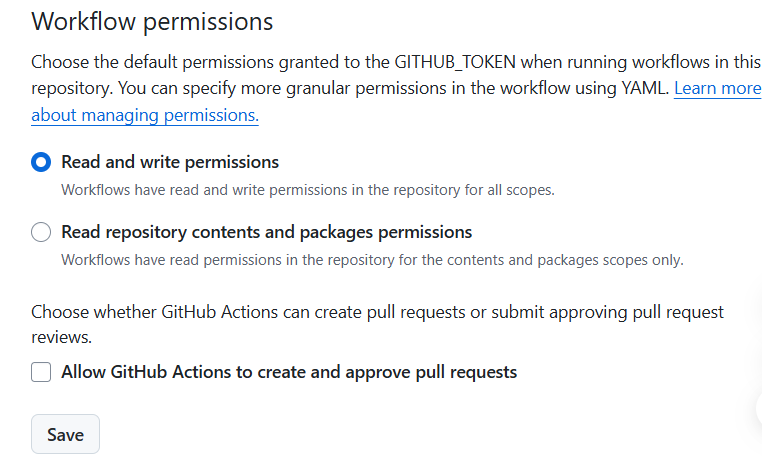 Workflow permissions
Choose the default permissions granted to the GITHUB_TOKEN when running workflows in this
repository. You can specify more granular permissions in the workflow using YAML. Learn more
about managing permissions.
Read and write permissions
Workflows have read and write permissions in the repository for all scopes.
Read repository contents and packages permissions
Workflows have read permissions in the repository for the contents and packages scopes only.
Choose whether GitHub Actions can create pull requests or submit approving pull request
reviews.
Allow GitHub Actions to create and approve pull requests
Save